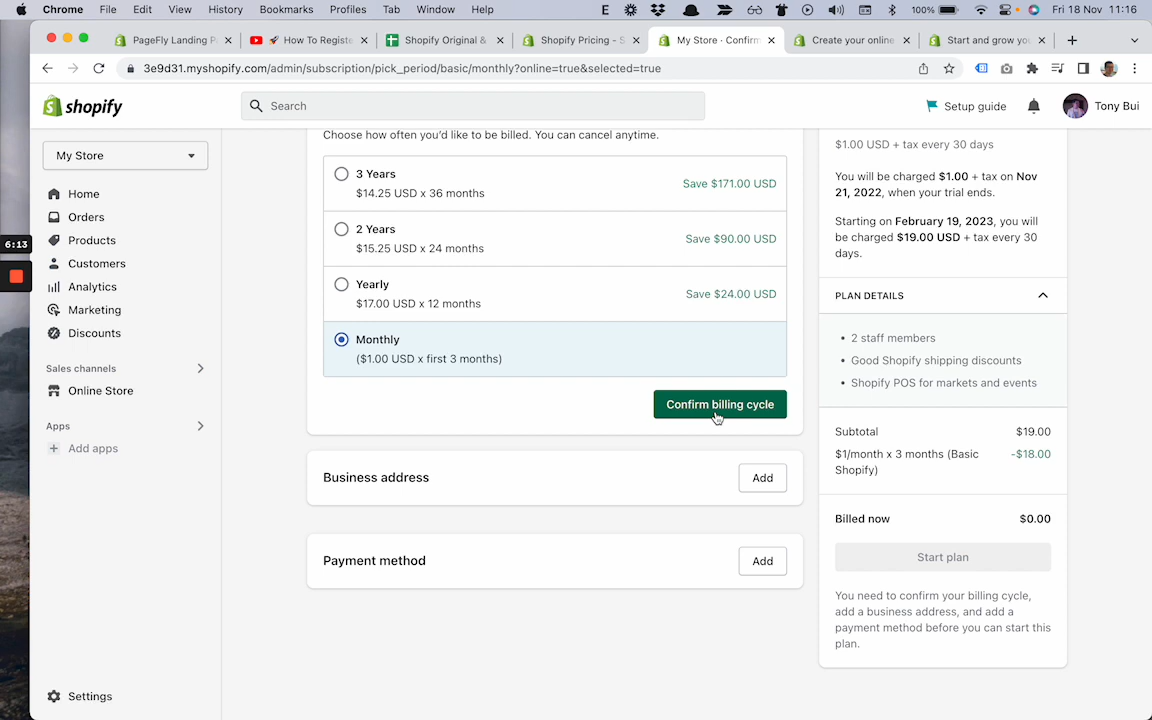 Chrome File Edit View History Bookmarks Profiles Tab Window Help
100% Fri 18 Nov 11:16
PageFly Landing P
How To Registe
Shopify Original &
Shopify Pricing - S
My Store · Confirm
Create your online
Start and grow you
3e9d31.myshopify.com/admin/subscription/pick_period/basic/monthly?online=true&selected=true
shopify
Search
Setup guide
Tony Bui
My Store
Home
Orders
Products
Customers
Analytics
Marketing
Discounts
Sales channels
Online Store
Apps
Add apps
Settings
6:13
Choose how often you'd like to be billed. You can cancel anytime.
3 Years
$14.25 USD x 36 months
Save $171.00 USD
2 Years
$15.25 USD x 24 months
Save $90.00 USD
Yearly
$17.00 USD x 12 months
Save $24.00 USD
Monthly
($1.00 USD x first 3 months)
Confirm billing cycle
Business address
Add
Payment method
Add
$1.00 USD + tax every 30 days
You will be charged $1.00 + tax on Nov
21, 2022, when your trial ends.
Starting on February 19, 2023, you will
be charged $19.00 USD + tax every 30
days.
PLAN DETAILS
• 2 staff members
• Good Shopify shipping discounts
• Shopify POS for markets and events
Subtotal $19.00
$1/month x 3 months (Basic -$18.00
Shopify)
Billed now $0.00
Start plan
You need to confirm your billing cycle,
add a business address, and add a
payment method before you can start this
plan.